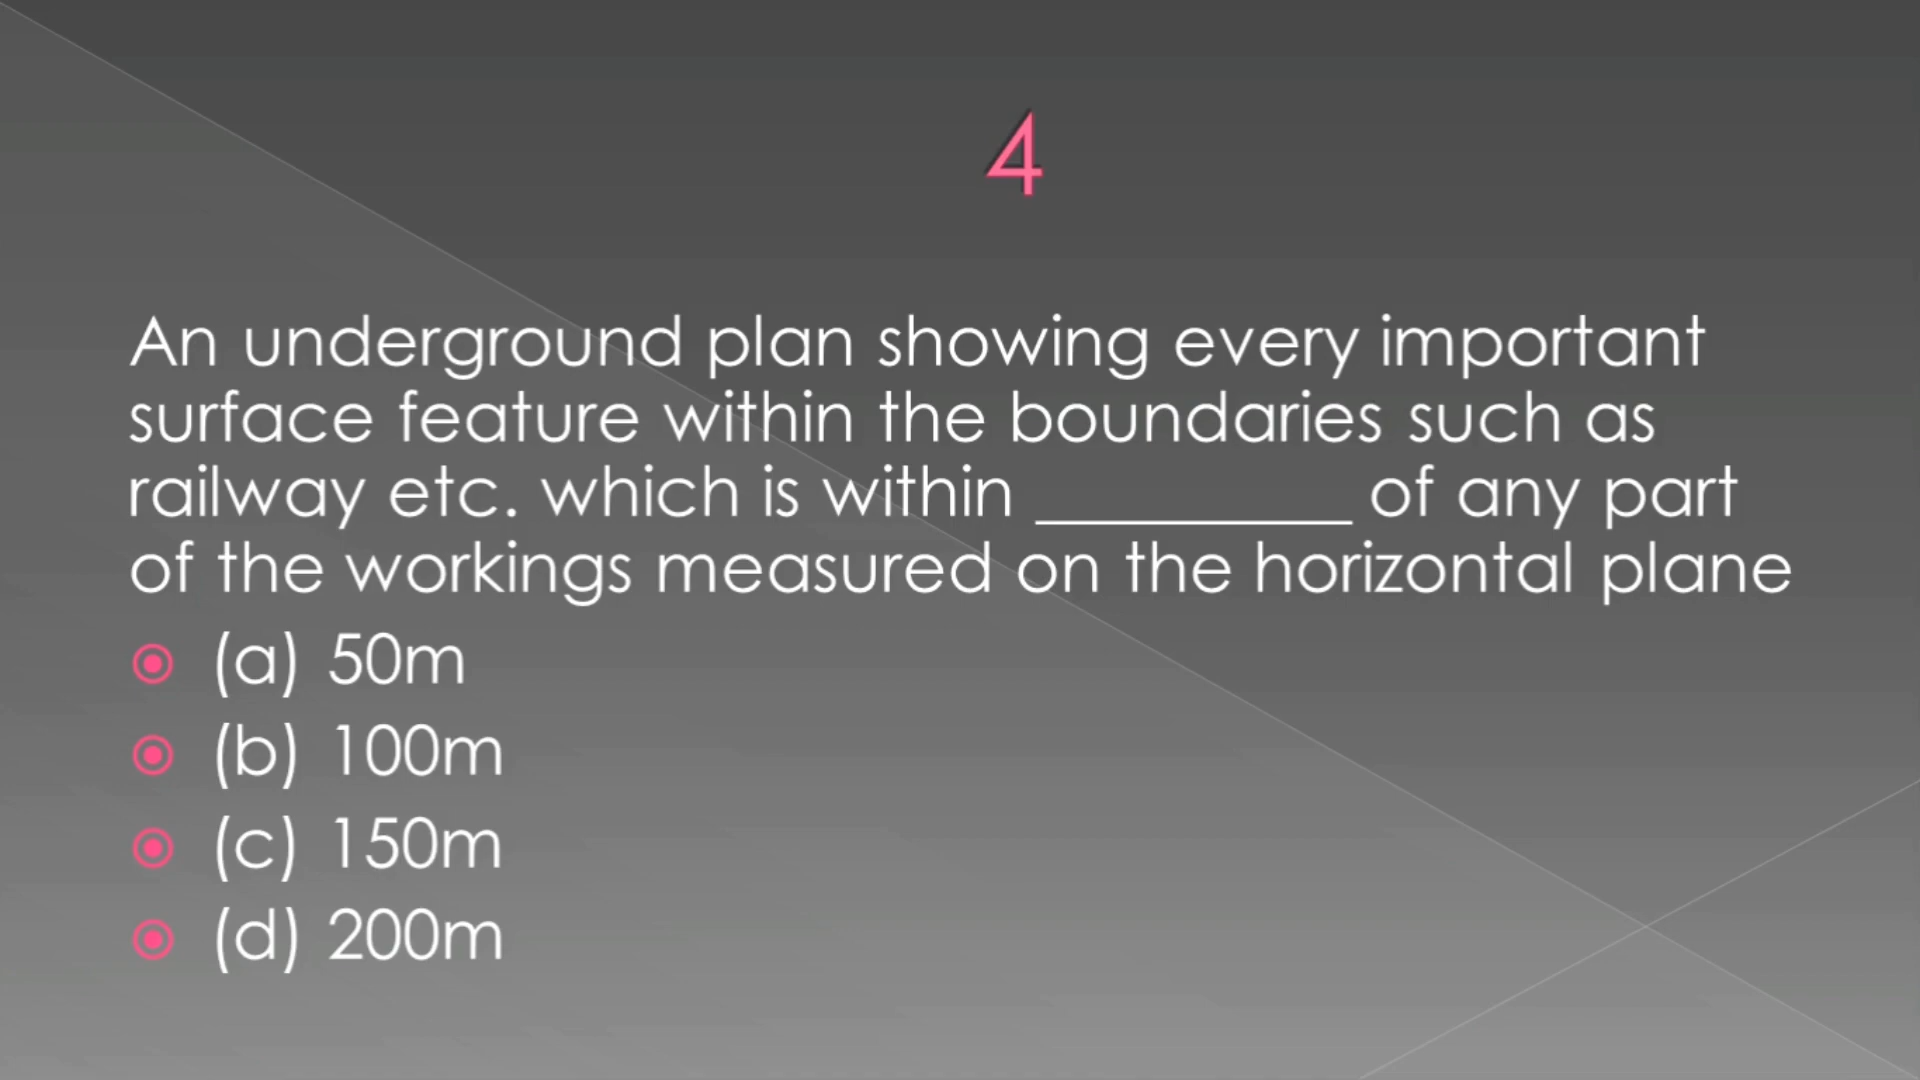 4
An underground plan showing every important
surface feature within the boundaries such as
railway etc. which is within __________ of any part
of the workings measured on the horizontal plane
(a) 50m
(b) 100m
(c) 150m
(d) 200m